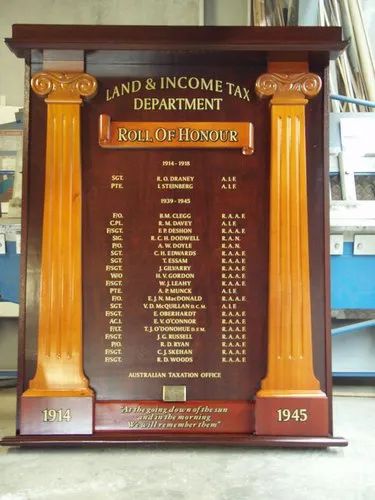 LAND & INCOME TAX
DEPARTMENT
ROLL OF HONOUR
1914 - 1918
SGT. R. O. DRANEY A. I. F.
PTE. I. STEINBERG A. I. F.
1939 - 1945
F/O. B.M. CLEGG R. A. A. F.
C.PL. R. M. DAVEY A. I. F.
F/SGT. F. P. DESHON R. A. A. F.
SIG. R. C. H. DODWELL R. A. N.
P/O. A. W. DOYLE R. A. N.
SGT. C. H. EDWARDS R. A. A. F.
SGT. T. ESSAM R. A. A. F.
F/SGT. J. GILVARRY R. A. A. F.
W/O H. V. GORDON R. A. A. F.
F/SGT. W. J. LEAHY R. A. A. F.
PTE. A. P. MUNCK A. I. F.
F/O. E. J. N. MacDONALD R. A. A. F.
F/SGT. V. D. McQUILLAN D. C. M. A. I. F.
F/SGT. E. OBERHARDT R. A. A. F.
AC.1. E. V. O'CONNOR R. A. A. F.
F/LT. T. J. O'DONOHUE D. F. M. R. A. A. F.
F/SGT. J. G. RUSSELL R. A. A. F.
P/O. R. D. RYAN R. A. A. F.
F/SGT. C. J. SKEHAN R. A. A. F.
F/SGT. R. D. WOODS R. A. A. F.
AUSTRALIAN TAXATION OFFICE
1914
"At the going down of the sun
and in the morning
We will remember them"
1945